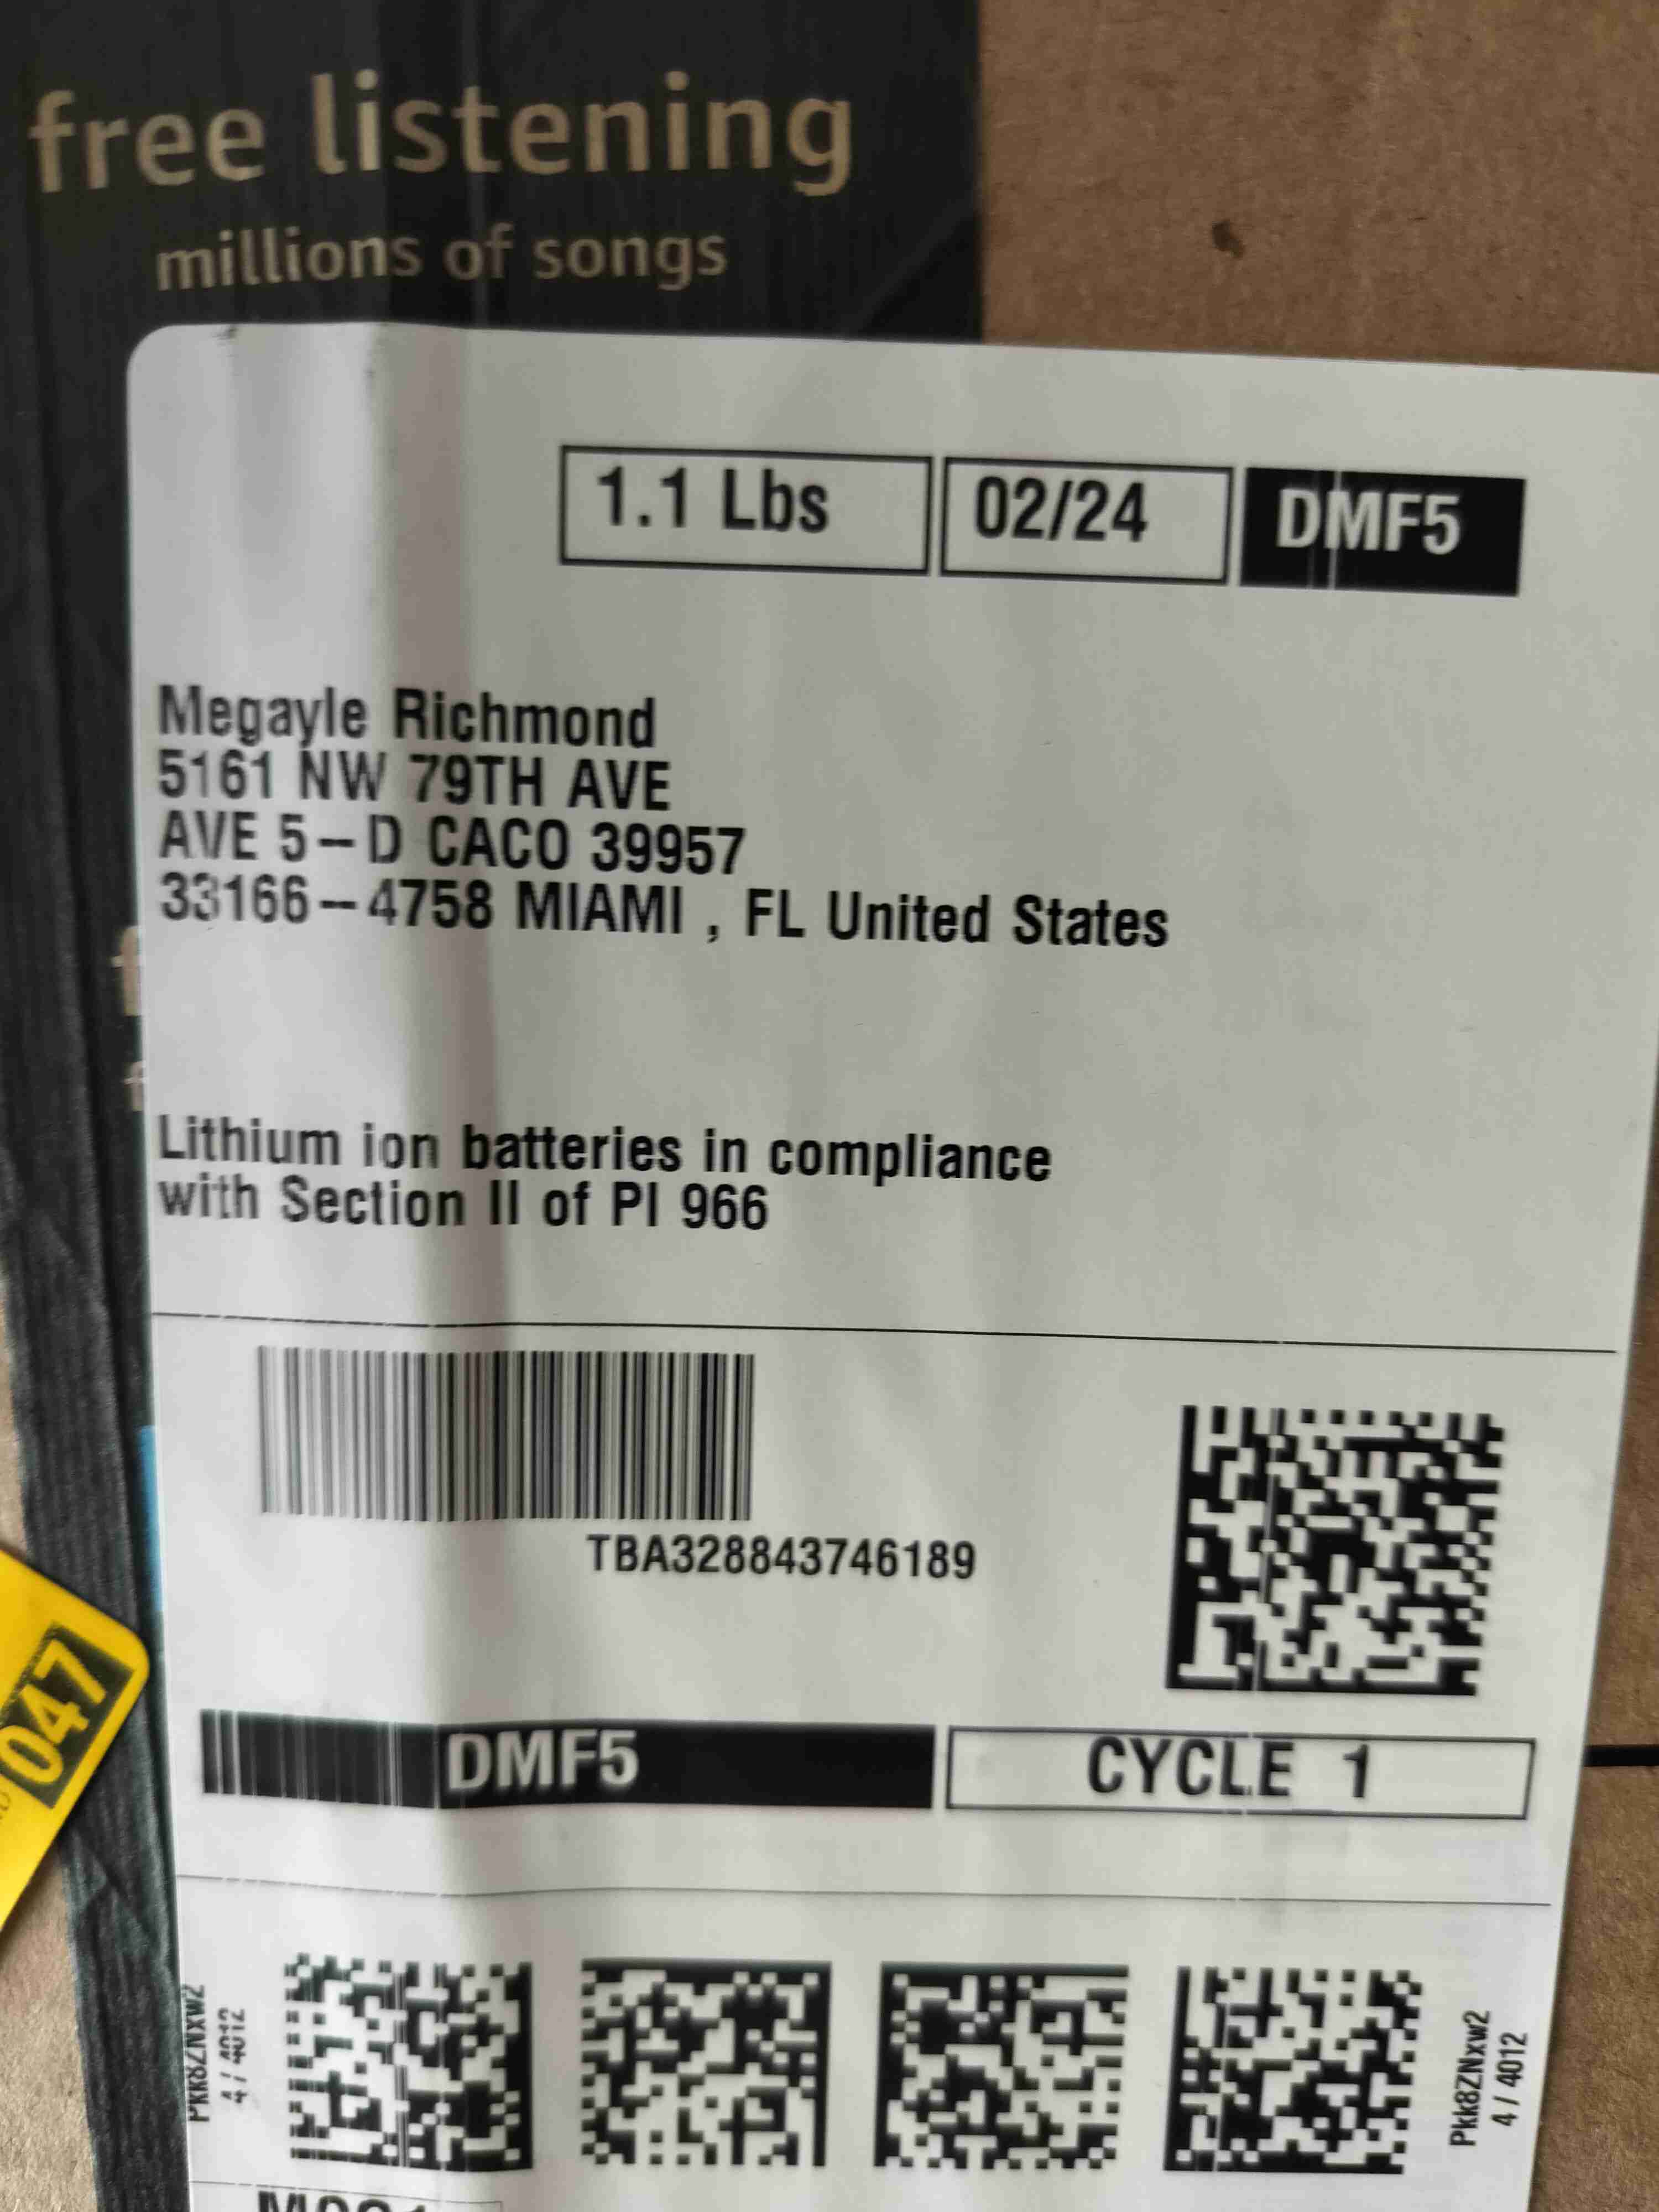 free listening
millions of songs
1.1 Lbs
02/24
DMF5
Megayle Richmond
5161 NW 79TH AVE
AVE 5-D CACO 39957
33166-4758 MIAMI , FL United States
Lithium ion batteries in compliance
with Section II of PI 966
TBA328843746189
047
DMF5
CYCLE 1
Pkk8ZNxw2
4 / 4012
Pkk8ZNxw2
4 / 4012